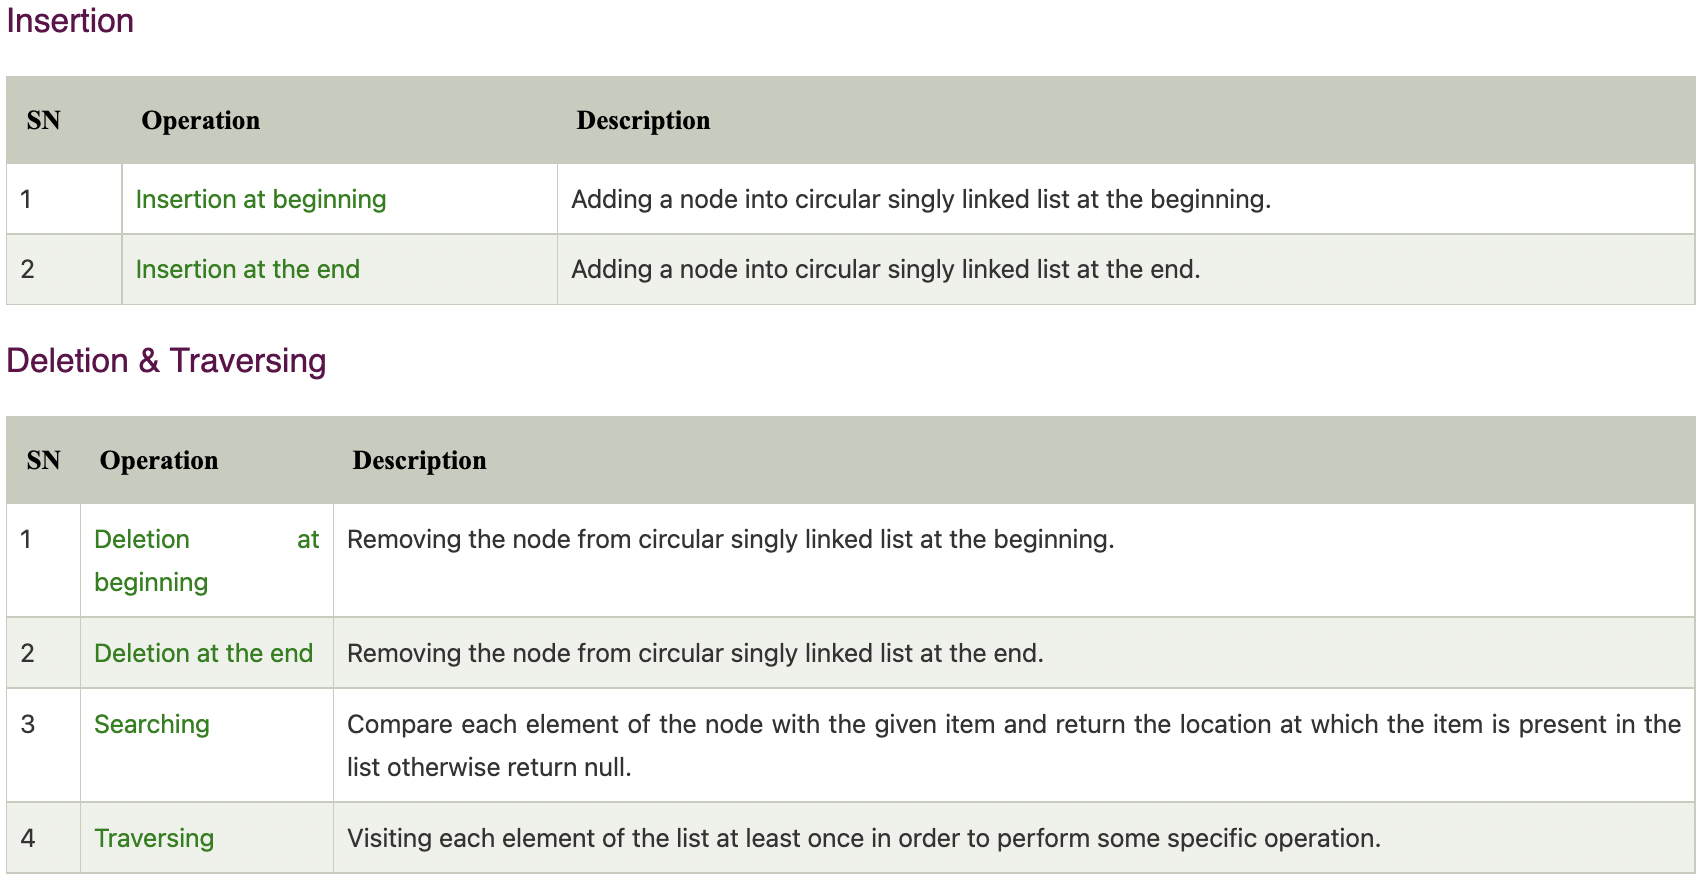 Insertion
SN Operation Description
1 Insertion at beginning Adding a node into circular singly linked list at the beginning.
2 Insertion at the end Adding a node into circular singly linked list at the end.
Deletion & Traversing
SN Operation Description
1 Deletion at Removing the node from circular singly linked list at the beginning.
beginning
2 Deletion at the end Removing the node from circular singly linked list at the end.
3 Searching Compare each element of the node with the given item and return the location at which the item is present in the
list otherwise return null.
4 Traversing Visiting each element of the list at least once in order to perform some specific operation.